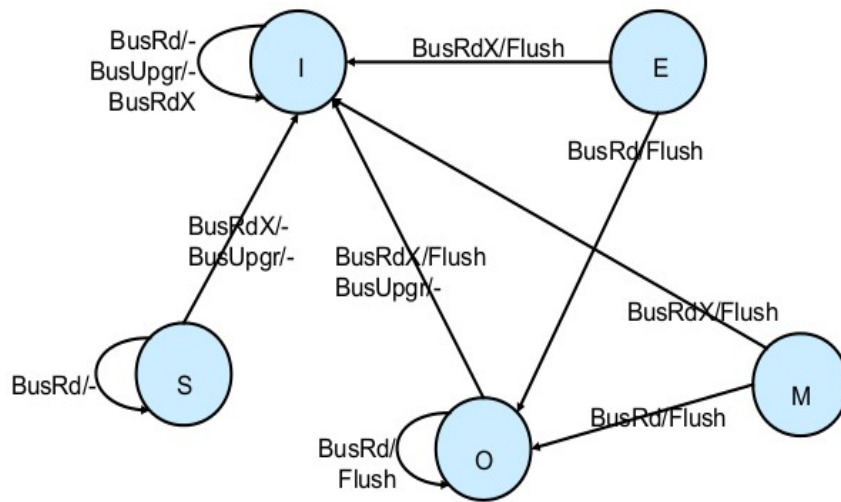 BusRd/-
BusUpgr/-
BusRdX
I
BusRdX/Flush
E
BusRd/Flush
BusRdX/-
BusUpgr/-
BusRdX/Flush
BusUpgr/-
BusRdX/Flush
BusRd/-
S
M
BusRd/Flush
BusRd/
Flush
O